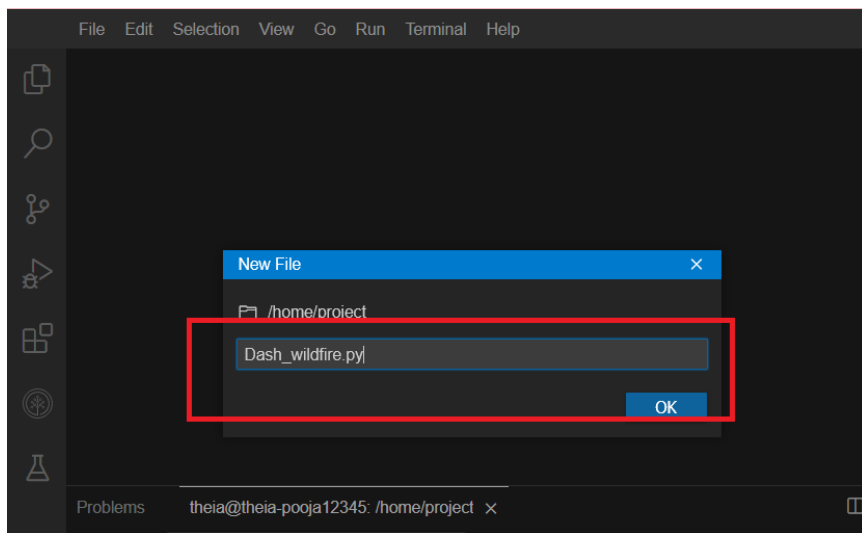 File Edit Selection View Go Run Terminal Help
New File
/home/project
Dash_wildfire.py
OK
Problems theia@theia-pooja12345: /home/project